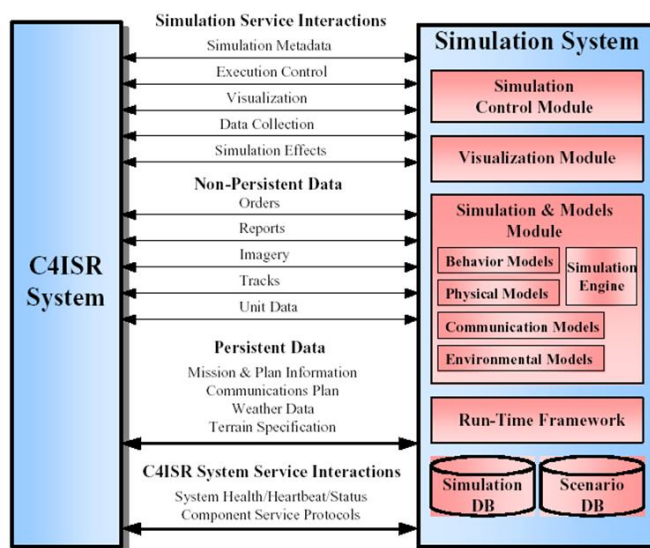 C4ISR
System
Simulation Service Interactions
Simulation Metadata
Execution Control
Visualization
Data Collection
Simulation Effects
Non-Persistent Data
Orders
Reports
Imagery
Tracks
Unit Data
Persistent Data
Mission & Plan Information
Communications Plan
Weather Data
Terrain Specification
C4ISR System Service Interactions
System Health/Heartbeat/Status
Component Service Protocols
Simulation System
Simulation
Control Module
Visualization Module
Simulation & Models
Module
Behavior Models
Physical Models
Simulation
Engine
Communication Models
Environmental Models
Run-Time Framework
Simulation
DB
Scenario
DB